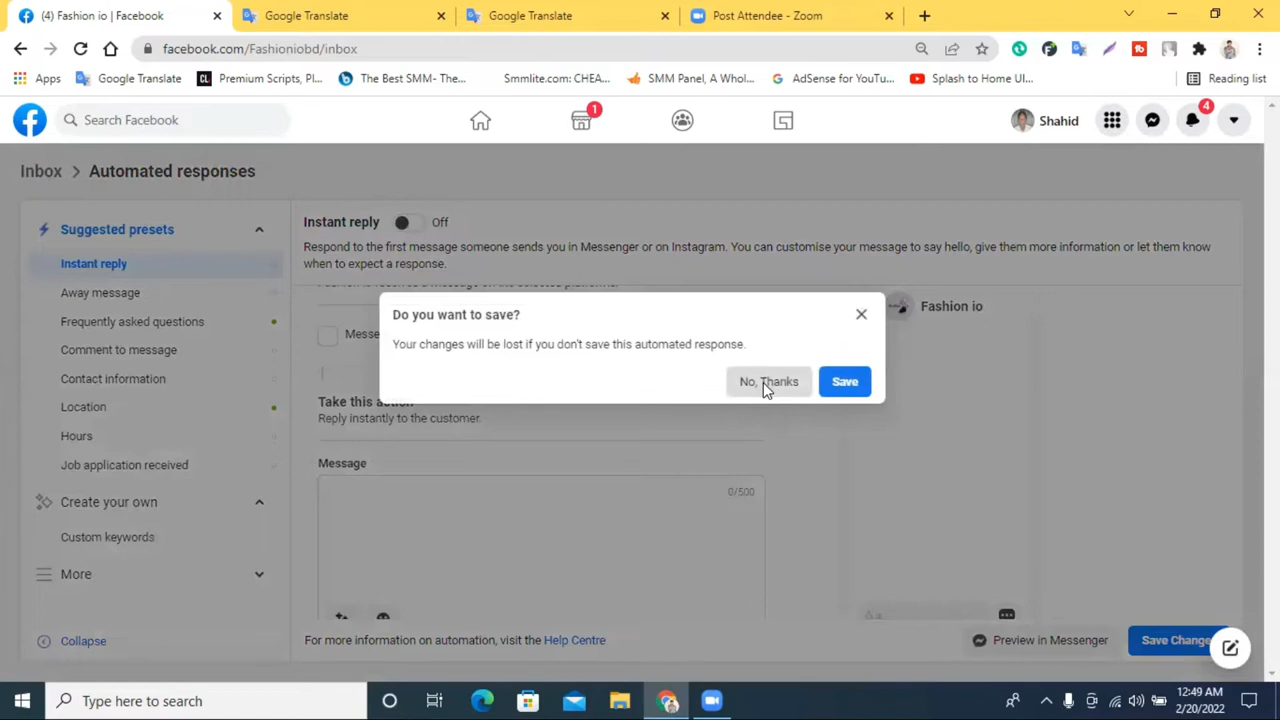 (4) Fashion io | Facebook
Google Translate
Google Translate
Post Attendee - Zoom
facebook.com/Fashioniobd/inbox
Apps
Google Translate
CL
Premium Scripts, Pl...
The Best SMM- The...
Smmlite.com: CHEA...
SMM Panel, A Whol...
AdSense for YouTu...
Splash to Home UI...
Reading list
Search Facebook
1
Shahid
4
Inbox > Automated responses
Suggested presets
Instant reply
Away message
Frequently asked questions
Comment to message
Contact information
Location
Hours
Job application received
Create your own
Custom keywords
More
Collapse
Instant reply
Off
Respond to the first message someone sends you in Messenger or on Instagram. You can customise your message to say hello, give them more information or let them know
when to expect a response.
Do you want to save?
Your changes will be lost if you don't save this automated response.
No, Thanks
Save
Fashion io
Messe
Take this action
Reply instantly to the customer.
Message
0/500
For more information on automation, visit the Help Centre
Preview in Messenger
Save Change
Type here to search
12:49 AM
2/20/2022